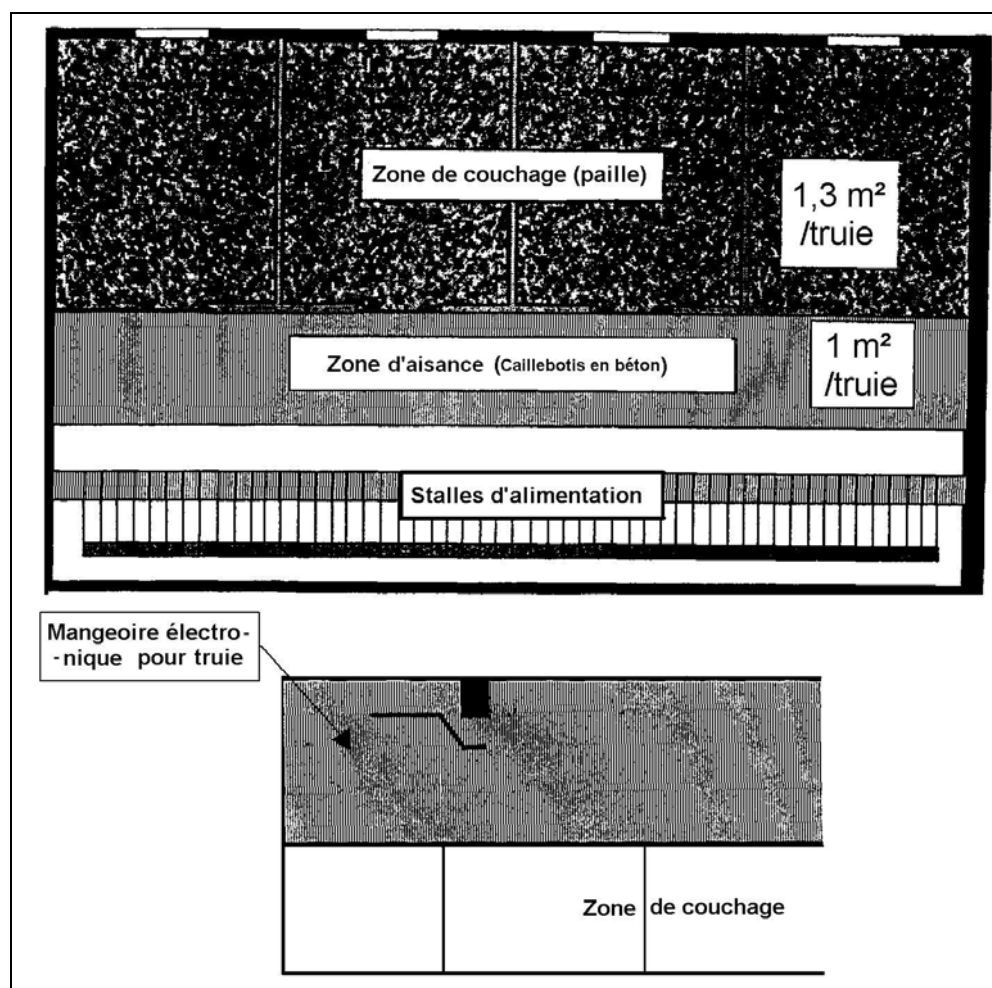 Zone de couchage (paille)
1,3 m²
/truie
Zone d'aisance (Caillebotis en béton)
1 m²
/truie
Stalles d'alimentation
Mangeoire électro-
-nique pour truie
Zone de couchage